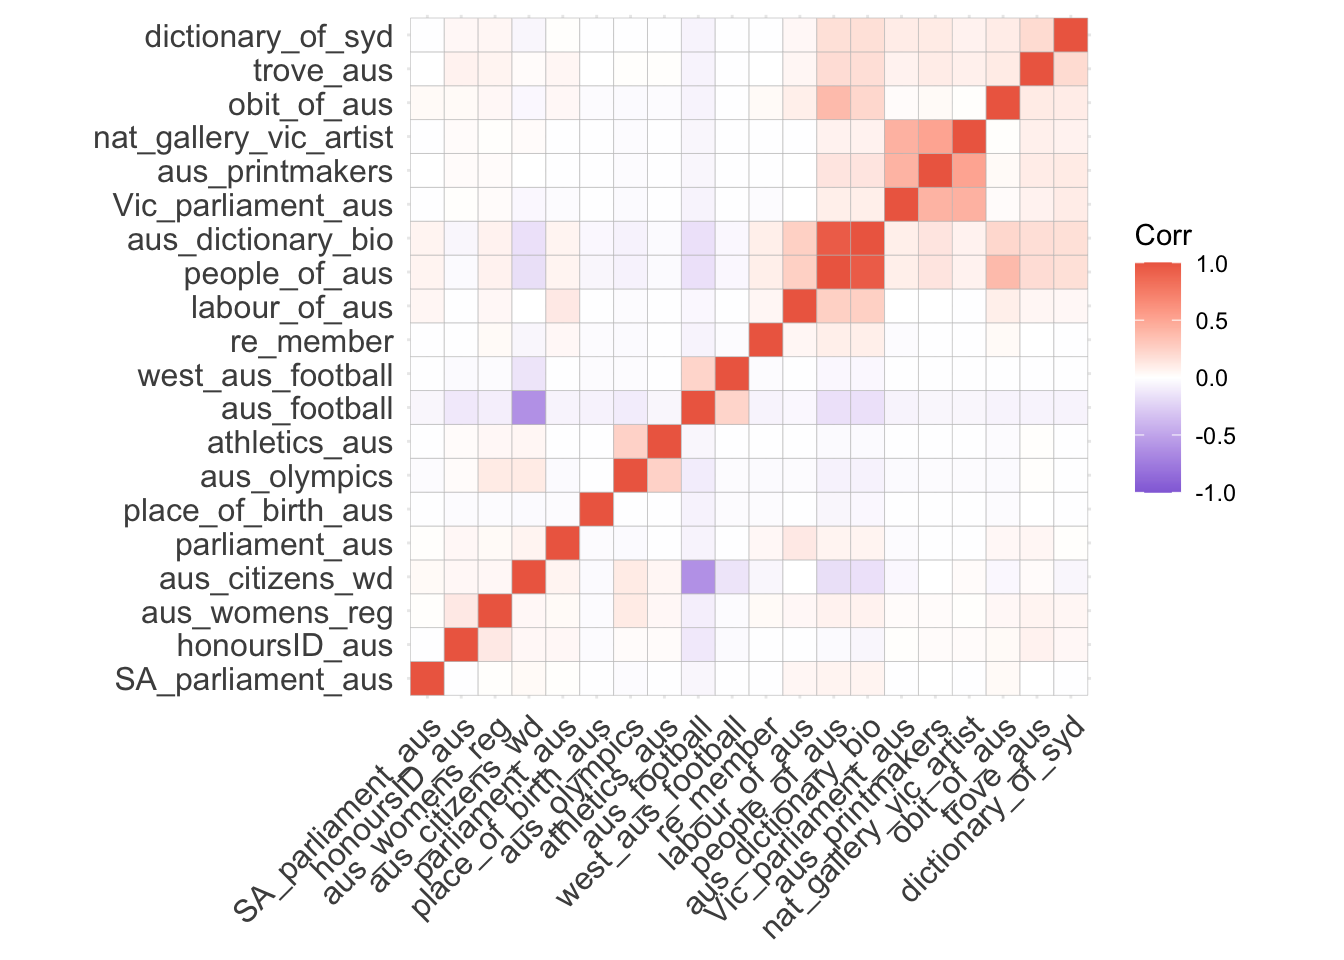 dictionary_of_syd
trove_aus
obit_of_aus
nat_gallery_vic_artist
aus_printmakers
Vic_parliament_aus
aus_dictionary_bio
people_of_aus
labour_of_aus
re_member
west_aus_football
aus_football
athletics_aus
aus_olympics
place_of_birth_aus
parliament_aus
aus_citizens_wd
aus_womens_reg
honoursID_aus
SA_parliament_aus
SA_parliament_aus
honoursID_aus
aus_womens_reg
aus_citizens_wd
parliament_aus
place_of_birth_aus
aus_olympics
athletics_aus
aus_football
west_aus_football
re_member
labour_of_aus
people_of_aus
aus_dictionary_bio
Vic_parliament_aus
aus_printmakers
nat_gallery_vic_artist
obit_of_aus
trove_aus
dictionary_of_syd
Corr
1.0
0.5
0.0
-0.5
-1.0